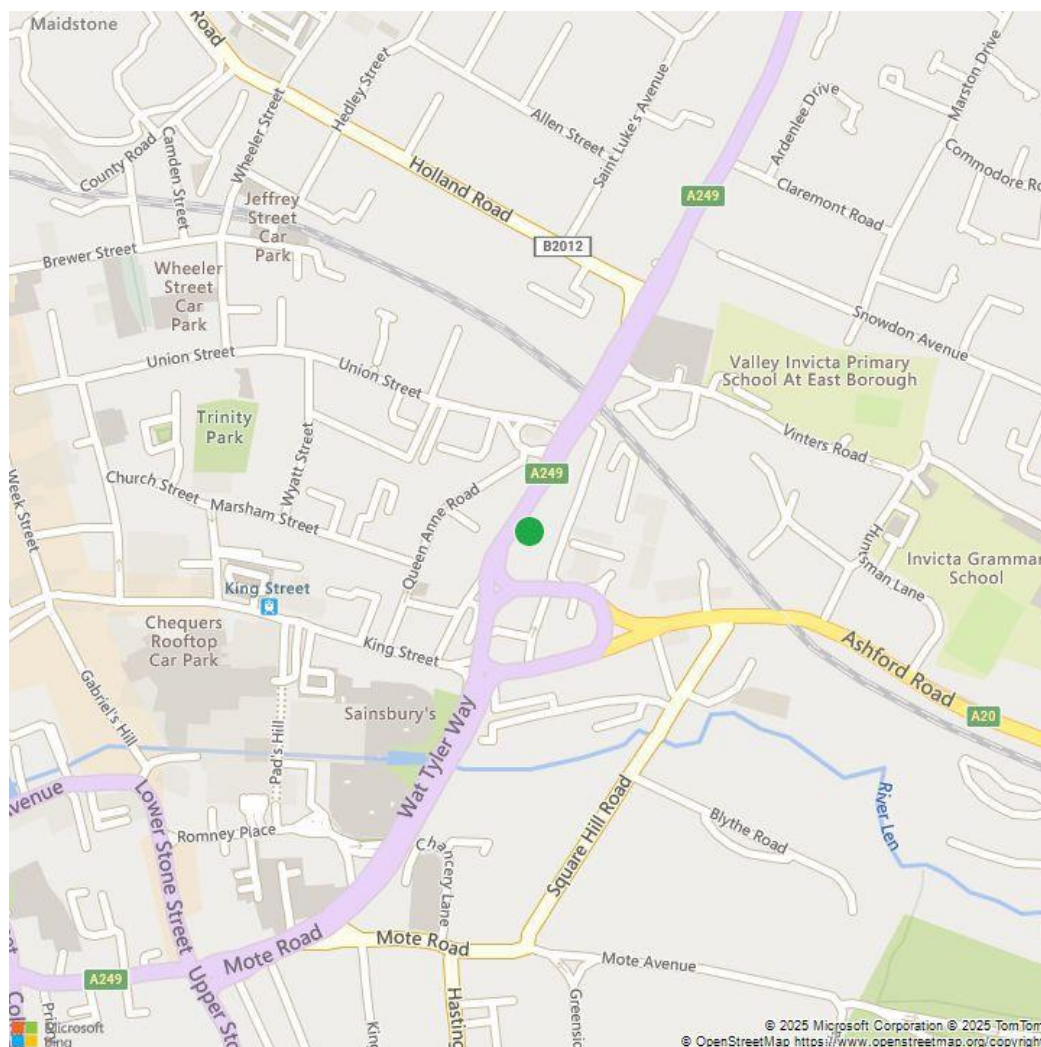 Maidstone
Road
Hedley Street
Wheeler Street
Allen Street
Saint Luke's Avenue
Ardenlee Drive
Marston Drive
Commodore
County Road
Camden Street
Holland Road
A249
Claremont Road
Jeffrey
Street
Car
Park
B2012
Brewer Street
Wheeler
Street
Car
Park
Snowdon Avenue
Union Street
Union Street
Valley Invicta Primary
School At East Borough
Trinity
Park
Wyatt Street
Vinters Road
Week Street
Church Street
Marsham Street
A249
Queen Anne Road
Huntsman Lane
Invicta Grammar
School
King Street
Chequers
Rooftop
Car Park
King Street
Ashford Road
Gabriel's Hill
Sainsbury's
A20
Pad's Hill
Wat Tyler Way
River Len
Avenue
Lower Stone Street
Romney Place
Chancery Lane
Square Hill Road
Blythe Road
Mote Road
Mote Road
Mote Avenue
A249
Upper Sto
Hasting
Greensi
King
Microsoft
Bing
© 2025 Microsoft Corporation © 2025 TomTom
© OpenStreetMap https://www.openstreetmap.org/copyright